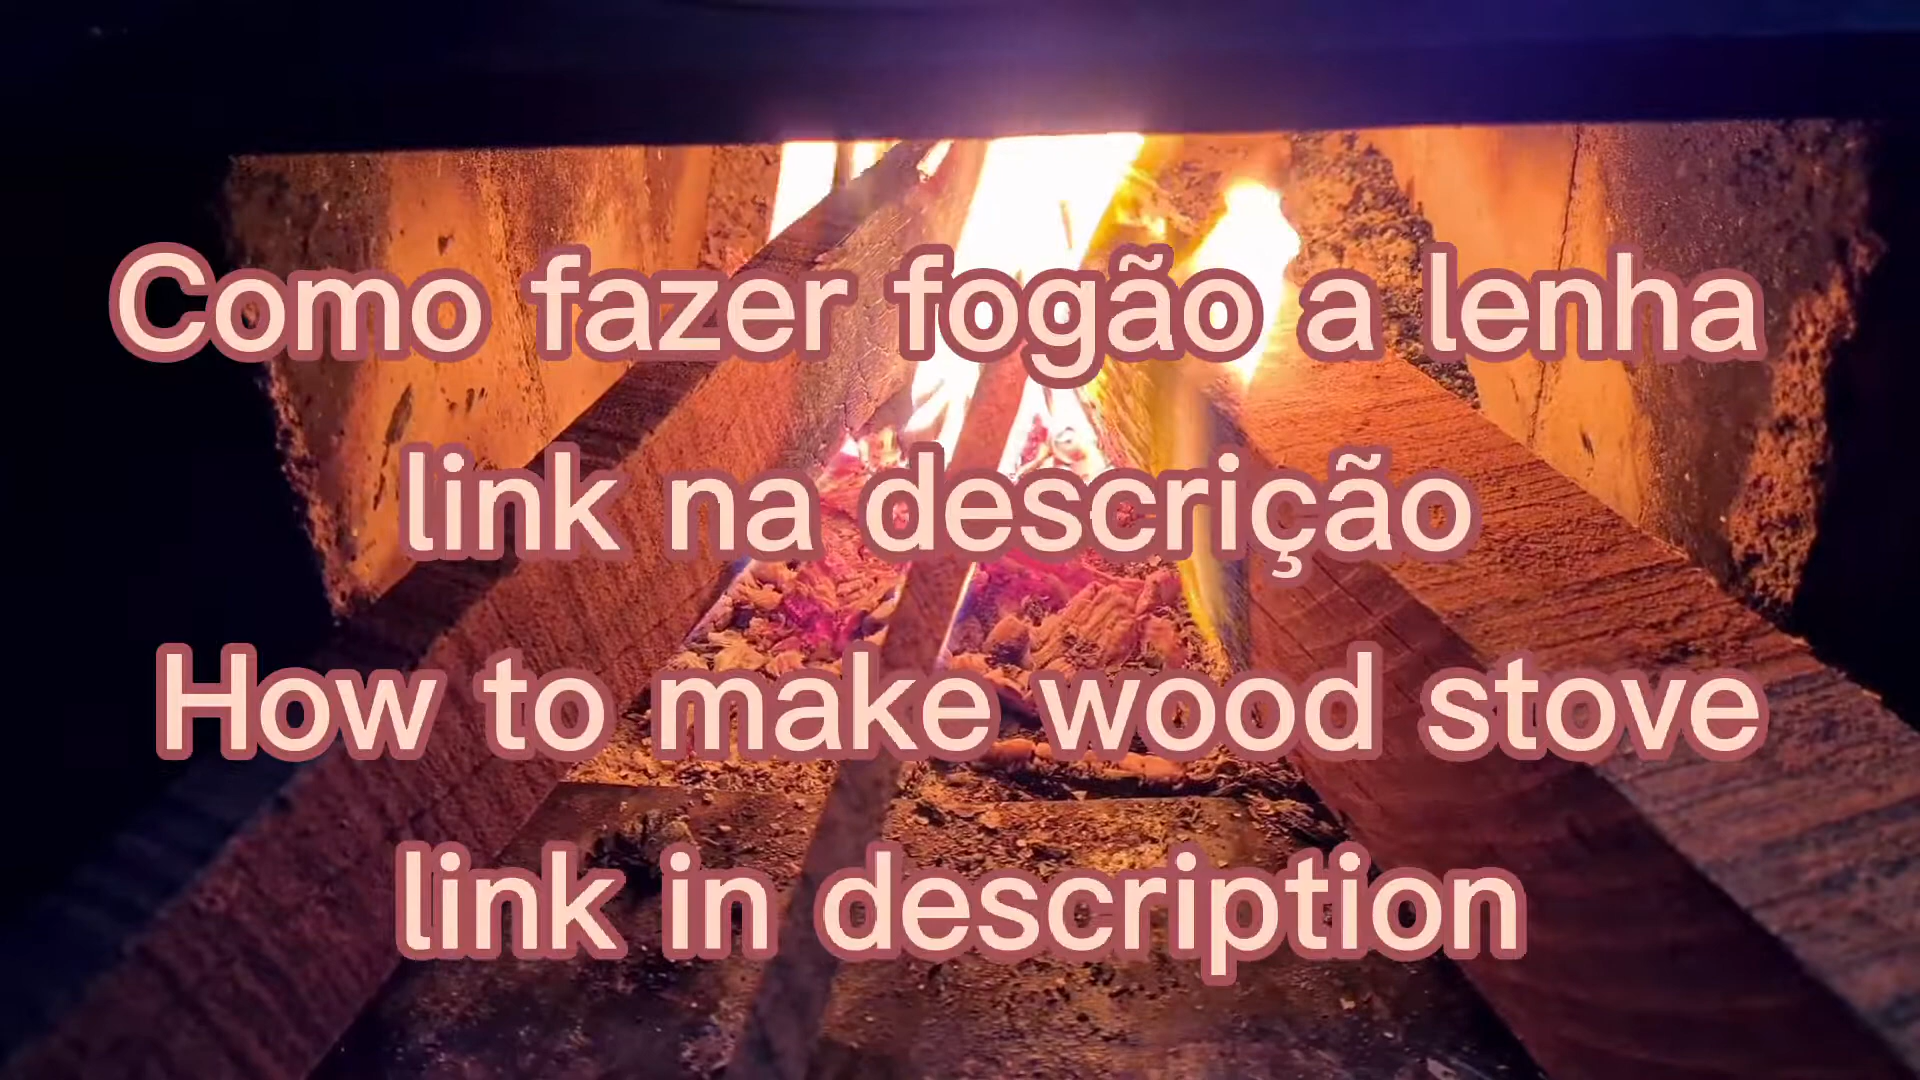 Como fazer fogão a lenha
link na descrição
How to make wood stove
link in description